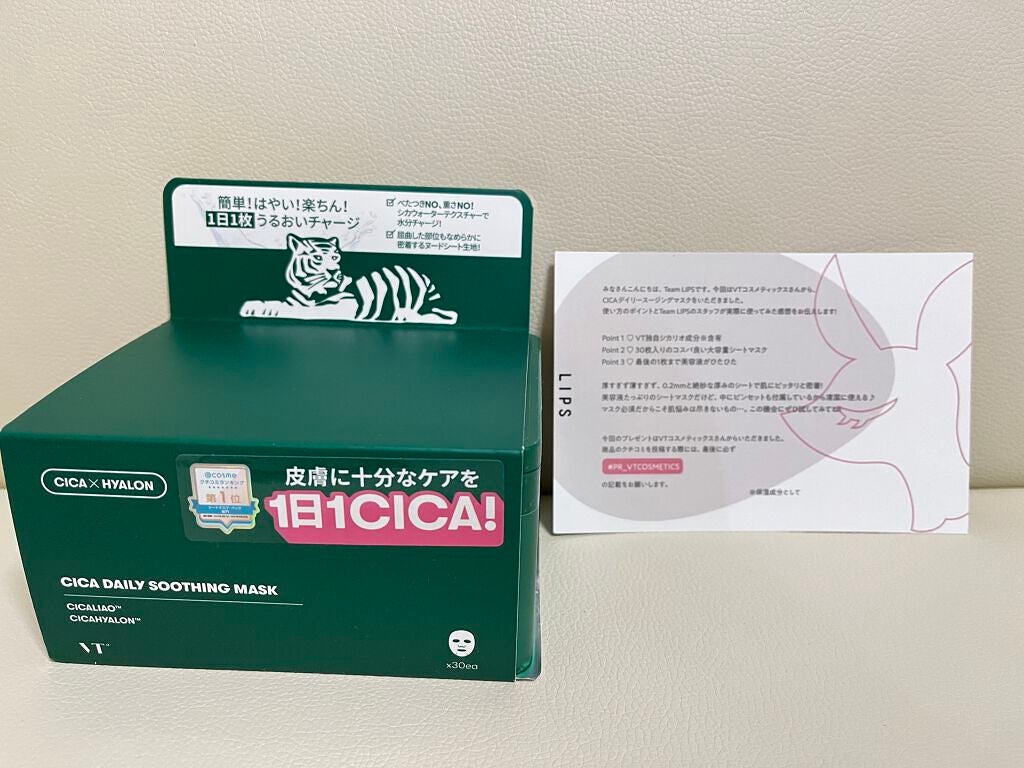 簡単!はやい!楽ちん!
1日1枚うるおいチャージ
べたつきNO、重さNO!
シカウォーターテクスチャーで
水分チャージ!
屈曲した部位もなめらかに
密着するヌードシート生地!
CICA×HYALON
@cosme
クチコミランキング
第1位
皮膚に十分なケアを
1日1CICA!
CICA DAILY SOOTHING MASK
CICALIAO™
CICAHYALON™
VT
x30ea
LIPS
みなさんこんにちは、Team LIPSです。今回はVTコスメティックスさんから、
CICAデイリースージングマスクをいただきました。
使い方のポイントとTeam LIPSのスタッフが実際に使ってみた感想をお伝えします!
Point 1 ♡ VT独自シカリオ成分※含有
Point 2 ♡ 30枚入りのコスパ良い大容量シートマスク
Point 3 ♡ 最後の1枚まで美容液がひたひた
厚すぎず薄すぎず、0.2mmと絶妙な厚みのシートで肌にピッタリと密着!
美容液たっぷりのシートマスクだけど、中にピンセットも付属しているから清潔に使える♪
マスク必須だからこそ肌悩みは尽きないもの…。この機会にぜひ試してみてね!
今回のプレゼントはVTコスメティックスさんからいただきました。
商品のクチコミを投稿する際には、最後に必ず
#PR_VTCOSMETICS
の記載をお願いします。
※保湿成分として